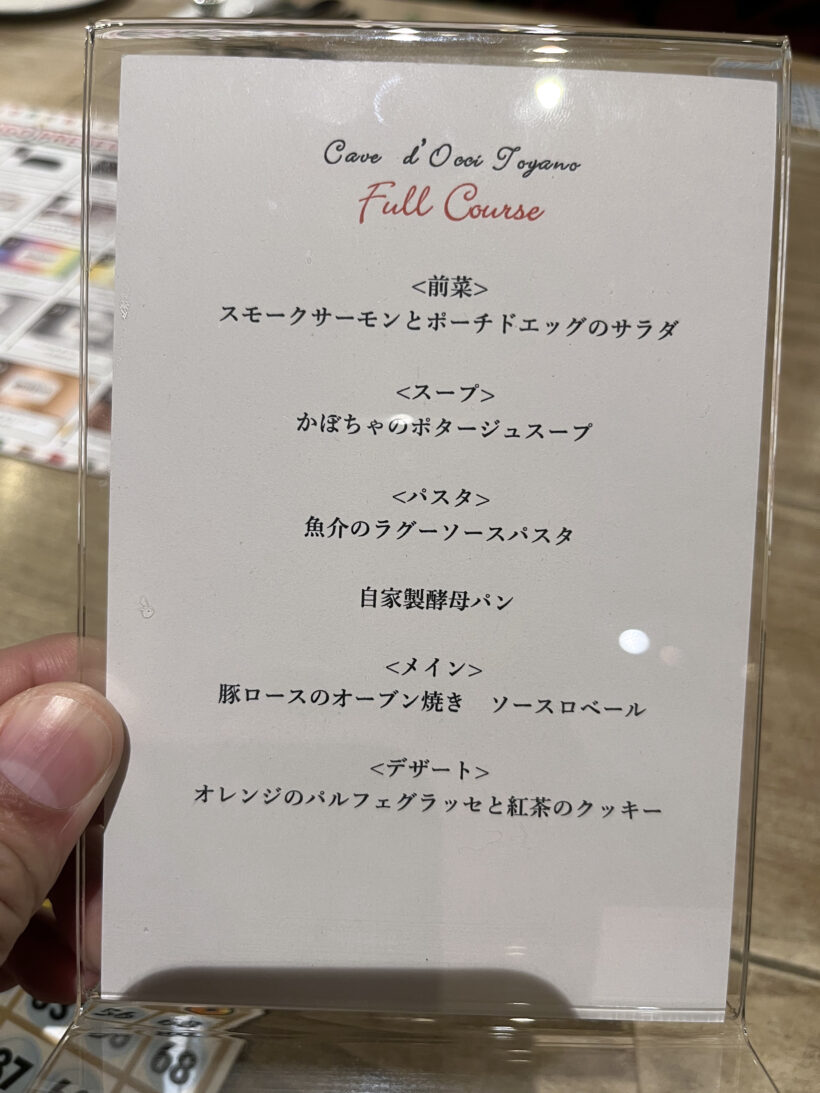 Cave d'Occi Toyano
Full Course
<前菜>
スモークサーモンとポーチドエッグのサラダ
<スープ>
かぼちゃのポタージュスープ
<パスタ>
魚介のラグーソースパスタ
自家製酵母パン
<メイン>
豚ロースのオーブン焼き　ソースロベール
<デザート>
オレンジのパルフェグラッセと紅茶のクッキー
56
68